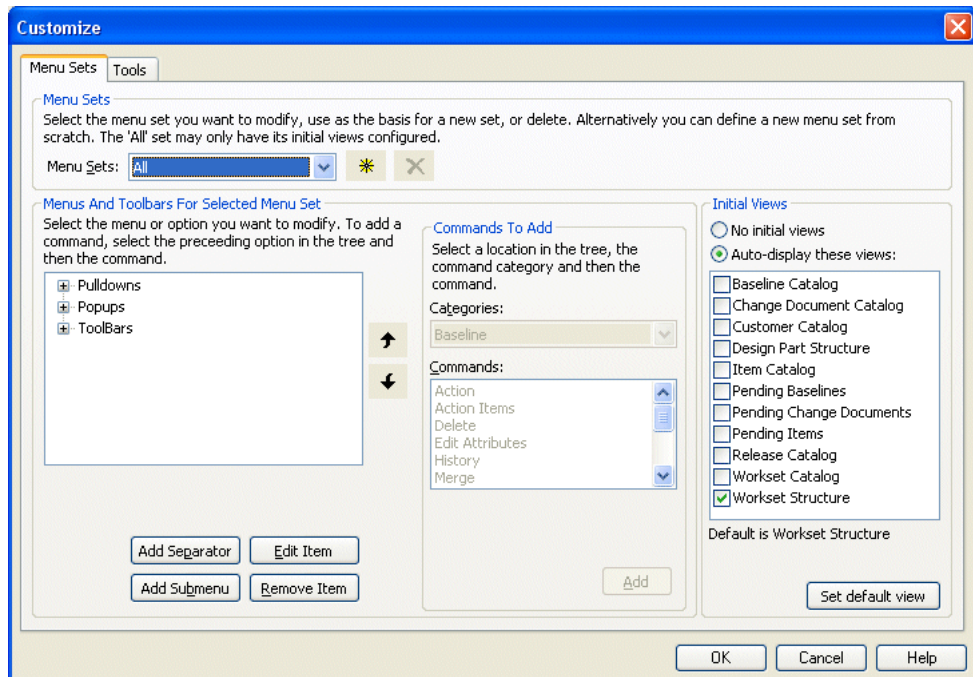 Customize
Menu Sets
Tools
Menu Sets
Select the menu set you want to modify, use as the basis for a new set, or delete. Alternatively you can define a new menu set from
scratch. The 'All' set may only have its initial views configured.
Menu Sets:
All
Menus And Toolbars For Selected Menu Set
Select the menu or option you want to modify. To add a
command, select the preceeding option in the tree and
then the command.
Pulldowns
Popups
ToolBars
Add Separator
Edit Item
Add Submenu
Remove Item
Commands To Add
Select a location in the tree, the
command category and then the
command.
Categories:
Baseline
Commands:
Action
Action Items
Delete
Edit Attributes
History
Merge
Add
Initial Views
No initial views
Auto-display these views:
Baseline Catalog
Change Document Catalog
Customer Catalog
Design Part Structure
Item Catalog
Pending Baselines
Pending Change Documents
Pending Items
Release Catalog
Workset Catalog
Workset Structure
Default is Workset Structure
Set default view
OK
Cancel
Help